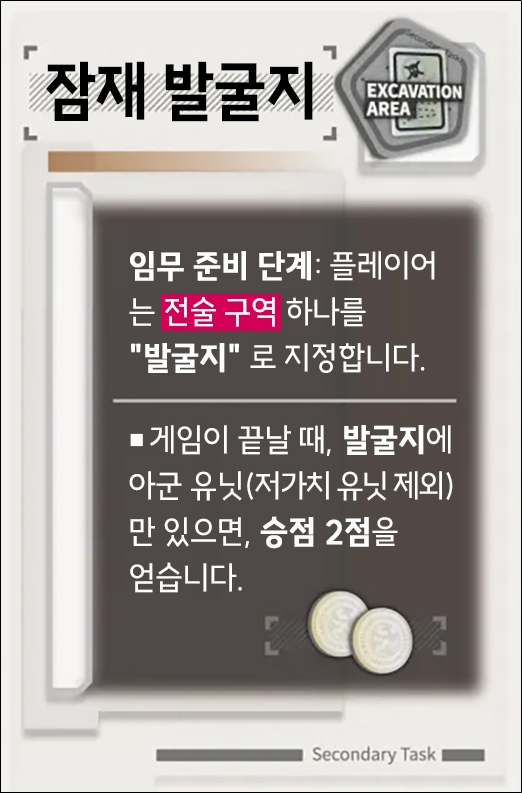 잠재 발굴지
Secondary Task
EXCAVATION
AREA
임무 준비 단계: 플레이어
는 전술 구역 하나를
"발굴지" 로 지정합니다.
■ 게임이 끝날 때, 발굴지에
아군 유닛(저가치 유닛 제외)
만 있으면, 승점 2점을
얻습니다.
Secondary Task